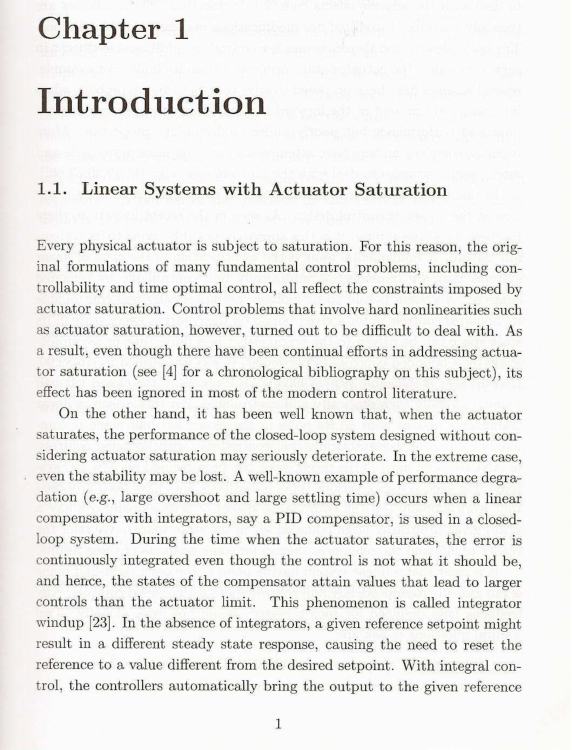 Chapter 1
Introduction
1.1. Linear Systems with Actuator Saturation
Every physical actuator is subject to saturation. For this reason, the orig-
inal formulations of many fundamental control problems, including con-
trollability and time optimal control, all reflect the constraints imposed by
actuator saturation. Control problems that involve hard nonlinearities such
as actuator saturation, however, turned out to be difficult to deal with. As
a result, even though there have been continual efforts in addressing actua-
tor saturation (see [4] for a chronological bibliography on this subject), its
effect has been ignored in most of the modern control literature.
On the other hand, it has been well known that, when the actuator
saturates, the performance of the closed-loop system designed without con-
sidering actuator saturation may seriously deteriorate. In the extreme case,
even the stability may be lost. A well-known example of performance degra-
dation (e.g., large overshoot and large settling time) occurs when a linear
compensator with integrators, say a PID compensator, is used in a closed-
loop system. During the time when the actuator saturates, the error is
continuously integrated even though the control is not what it should be,
and hence, the states of the compensator attain values that lead to larger
controls than the actuator limit. This phenomenon is called integrator
windup [23]. In the absence of integrators, a given reference setpoint might
result in a different steady state response, causing the need to reset the
reference to a value different from the desired setpoint. With integral con-
trol, the controllers automatically bring the output to the given reference
1